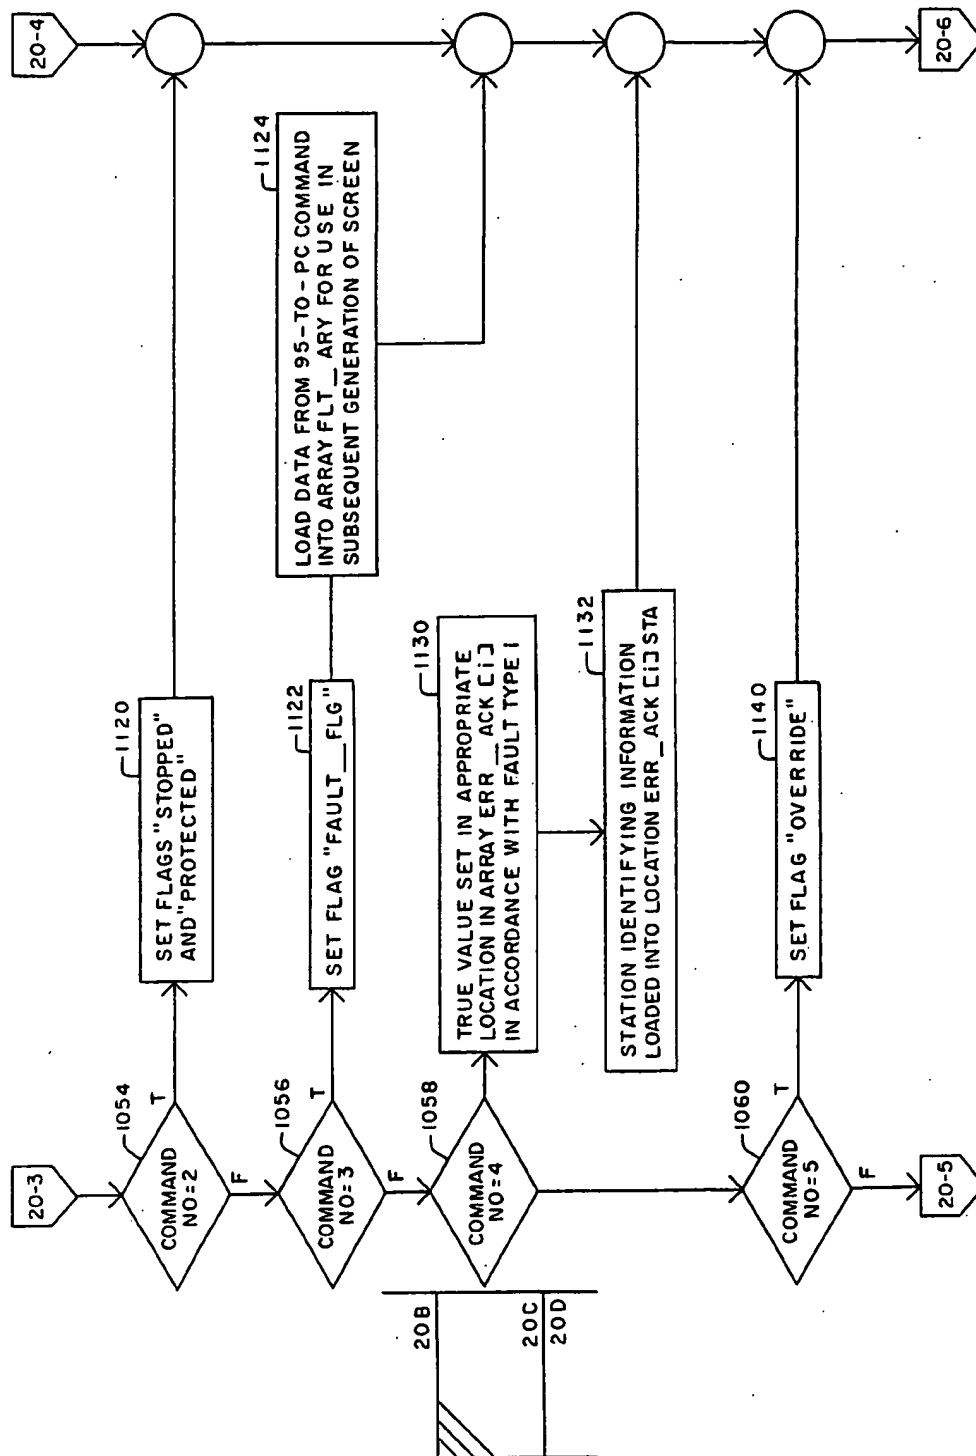 20-3
20-4
1054
COMMAND
NO=2
T
F
1120
SET FLAGS "STOPPED"
AND "PROTECTED"
1056
COMMAND
NO=3
T
F
1122
SET FLAG "FAULT__FLG"
1124
LOAD DATA FROM 95-TO-PC COMMAND
INTO ARRAY FLT_ARY FOR USE IN
SUBSEQUENT GENERATION OF SCREEN
1058
COMMAND
NO=4
1130
TRUE VALUE SET IN APPROPRIATE
LOCATION IN ARRAY ERR__ACK [i]
IN ACCORDANCE WITH FAULT TYPE I
1132
STATION IDENTIFYING INFORMATION
LOADED INTO LOCATION ERR_ACK [i] STA
1060
COMMAND
NO=5
T
F
1140
SET FLAG "OVERRIDE"
20-5
20-6
20B
20C
20D